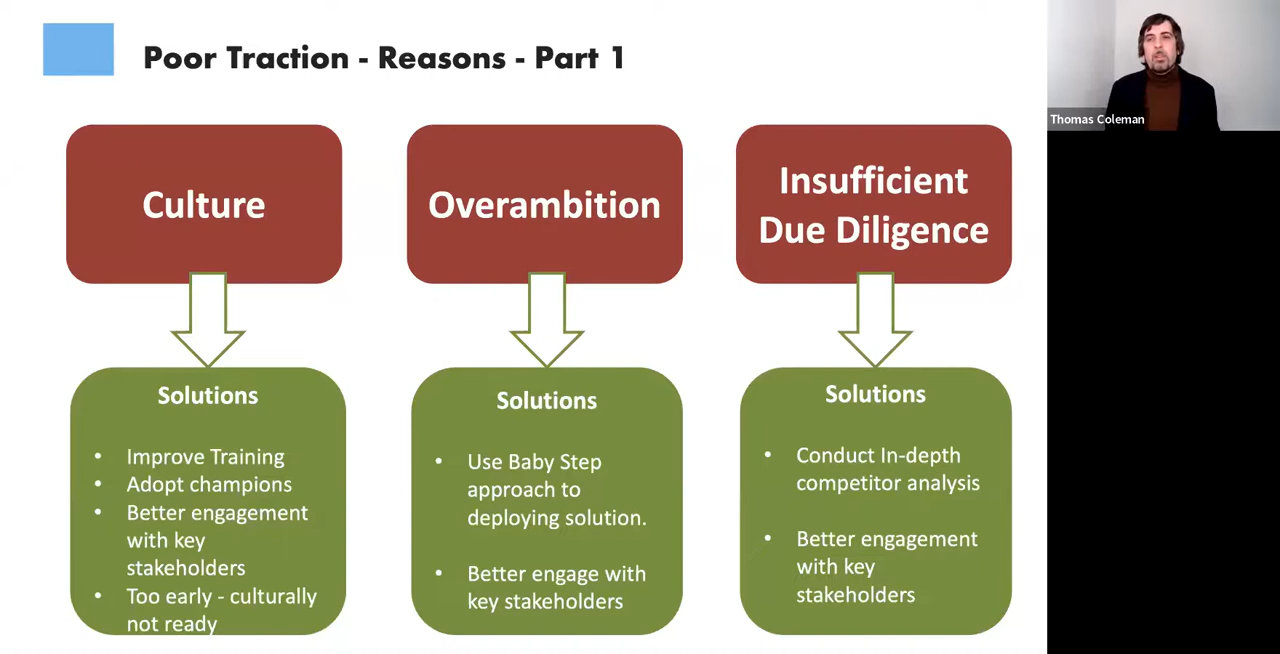 Poor Traction - Reasons - Part 1
Thomas Coleman
Culture
Overambition
Insufficient
Due Diligence
Solutions
• Improve Training
• Adopt champions
• Better engagement
with key
stakeholders
• Too early - culturally
not ready
Solutions
• Use Baby Step
approach to
deploying solution.
• Better engage with
key stakeholders
Solutions
• Conduct In-depth
competitor analysis
• Better engagement
with key
stakeholders